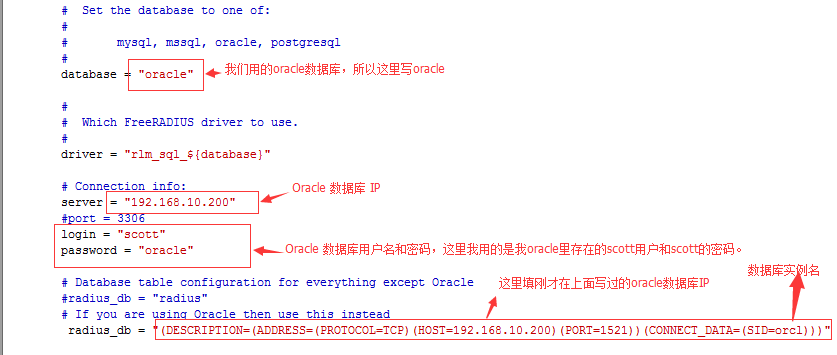 # Set the database to one of:
#
# mysql, mssql, oracle, postgresql
#
database = "oracle" 我们用的oracle数据库，所以这里写oracle
#
# Which FreeRADIUS driver to use.
#
driver = "rlm_sql_${database}"
# Connection info: Oracle 数据库 IP
server = "192.168.10.200"
#port = 3306
login = "scott"
password = "oracle" Oracle 数据库用户名和密码，这里我用的是我oracle里存在的scott用户和scott的密码。
数据库实例名
# Database table configuration for everything except Oracle 这里填刚才在上面写过的oracle数据库IP
#radius_db = "radius"
# If you are using Oracle then use this instead
radius_db = "(DESCRIPTION=(ADDRESS=(PROTOCOL=TCP)(HOST=192.168.10.200)(PORT=1521))(CONNECT_DATA=(SID=orcl)))"